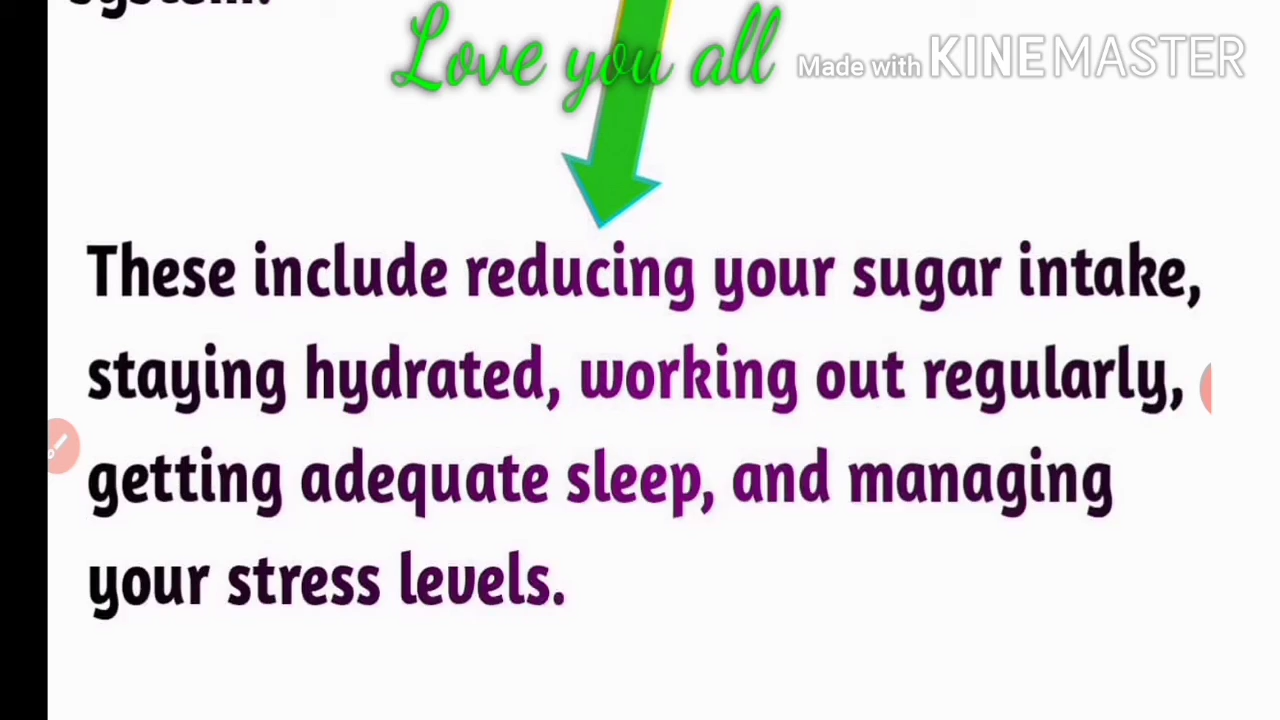 Love you all
Made with KINEMASTER
These include reducing your sugar intake,
staying hydrated, working out regularly,
getting adequate sleep, and managing
your stress levels.